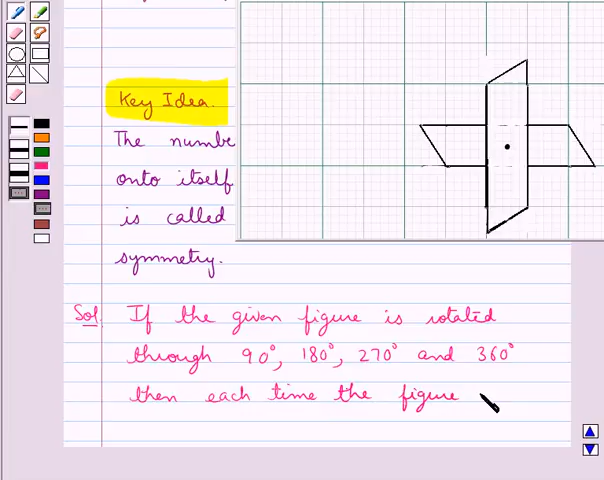 Key Idea.
The numbe
onto itself
is called
symmetry.
Sol. If the given figure is rotated
through 90°, 180°, 270° and 360°
then each time the figure